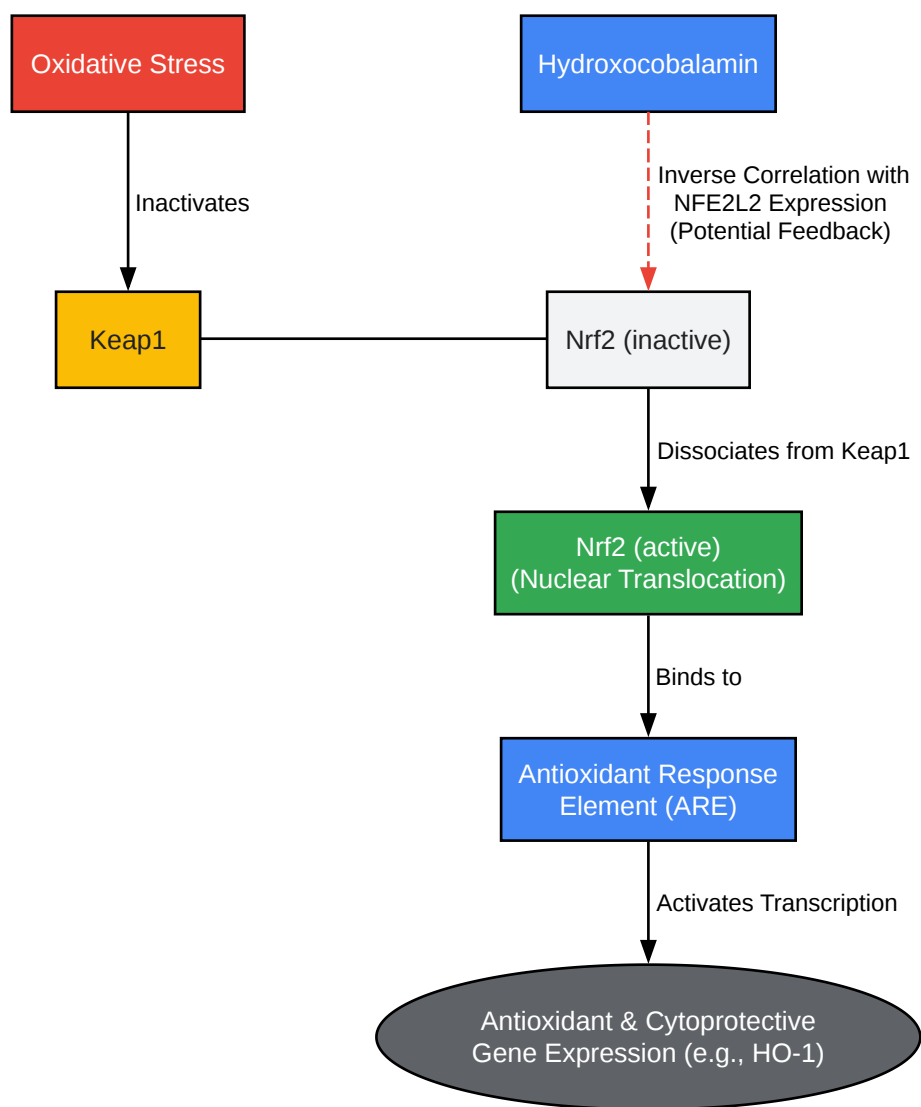 Oxidative Stress
Hydroxocobalamin
Inactivates
Inverse Correlation with
NFE2L2 Expression
(Potential Feedback)
Keap1
Nrf2 (inactive)
Dissociates from Keap1
Nrf2 (active)
(Nuclear Translocation)
Binds to
Antioxidant Response
Element (ARE)
Activates Transcription
Antioxidant & Cytoprotective
Gene Expression (e.g., HO-1)